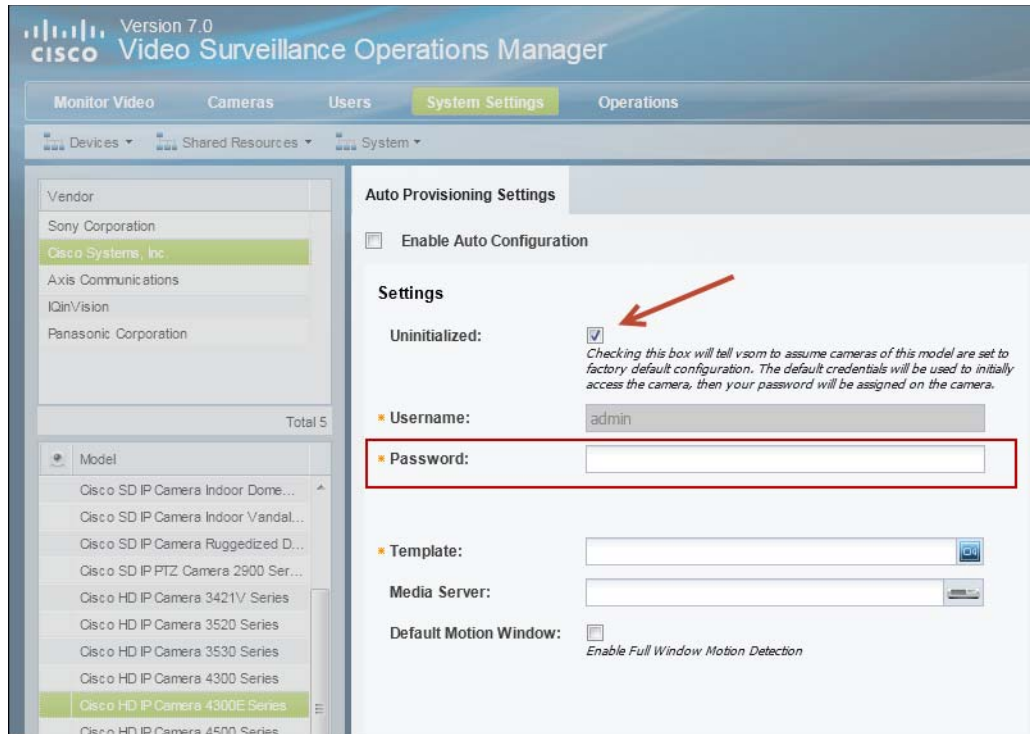 Version 7.0
cisco Video Surveillance Operations Manager
Monitor Video Cameras Users System Settings Operations
Devices Shared Resources System
Vendor
Sony Corporation
Cisco Systems, Inc.
Axis Communications
IQinVision
Panasonic Corporation
Total 5
Model
Cisco SD IP Camera Indoor Dome...
Cisco SD IP Camera Indoor Vandal...
Cisco SD IP Camera Ruggedized D...
Cisco SD IP PTZ Camera 2900 Ser...
Cisco HD IP Camera 3421V Series
Cisco HD IP Camera 3520 Series
Cisco HD IP Camera 3530 Series
Cisco HD IP Camera 4300 Series
Cisco HD IP Camera 4300E Series
Cisco HD IP Camera 4500 Series
Auto Provisioning Settings
Enable Auto Configuration
Settings
Uninitialized:
Checking this box will tell vsom to assume cameras of this model are set to
factory default configuration. The default credentials will be used to initially
access the camera, then your password will be assigned on the camera.
* Username: admin
* Password:
* Template:
Media Server:
Default Motion Window:
Enable Full Window Motion Detection